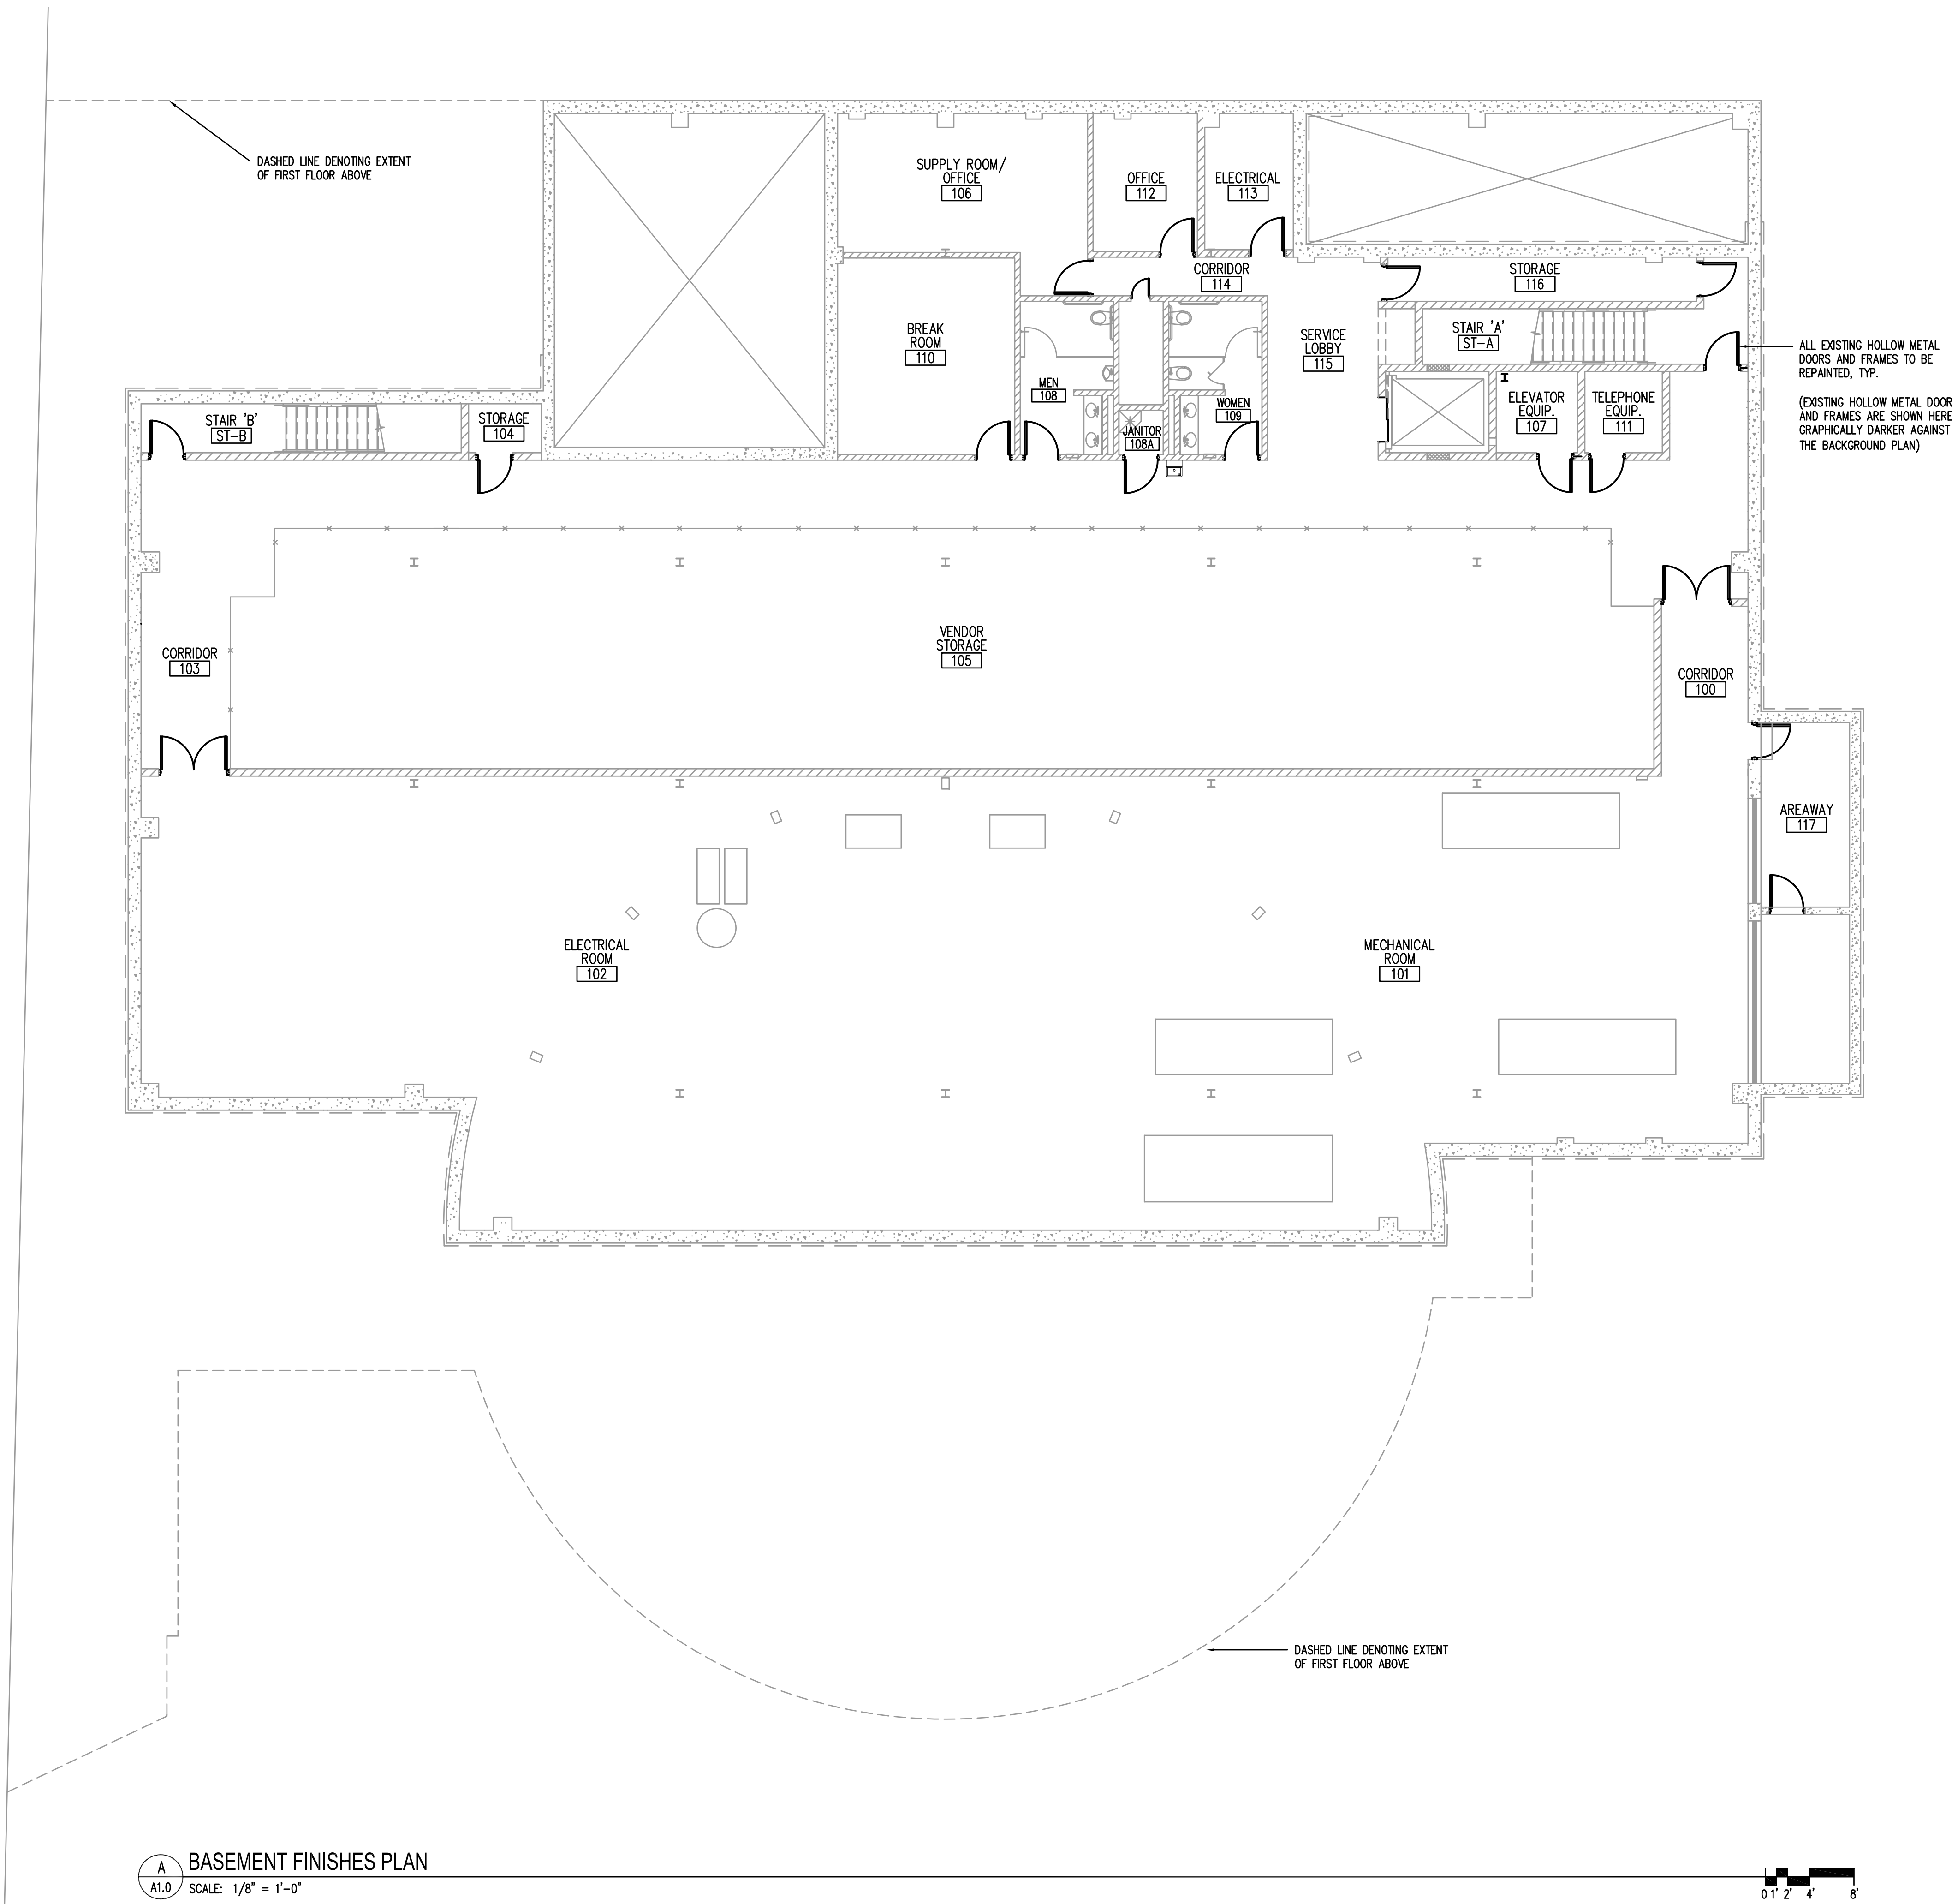 DASHED LINE DENOTING EXTENT
OF FIRST FLOOR ABOVE
SUPPLY ROOM/
OFFICE
106
OFFICE
112
ELECTRICAL
113
CORRIDOR
114
STORAGE
116
BREAK
ROOM
110
SERVICE
LOBBY
115
STAIR 'A'
ST-A
ALL EXISTING HOLLOW METAL
DOORS AND FRAMES TO BE
REPAINTED, TYP.
(EXISTING HOLLOW METAL DOOR
AND FRAMES ARE SHOWN HERE
GRAPHICALLY DARKER AGAINST
THE BACKGROUND PLAN)
MEN
108
WOMEN
109
JANITOR
108A
ELEVATOR
EQUIP.
107
TELEPHONE
EQUIP.
111
STAIR 'B'
ST-B
STORAGE
104
CORRIDOR
103
VENDOR
STORAGE
105
CORRIDOR
100
AREAWAY
117
ELECTRICAL
ROOM
102
MECHANICAL
ROOM
101
DASHED LINE DENOTING EXTENT
OF FIRST FLOOR ABOVE
A
A1.0
BASEMENT FINISHES PLAN
SCALE: 1/8" = 1'-0"
0 1' 2' 4' 8'